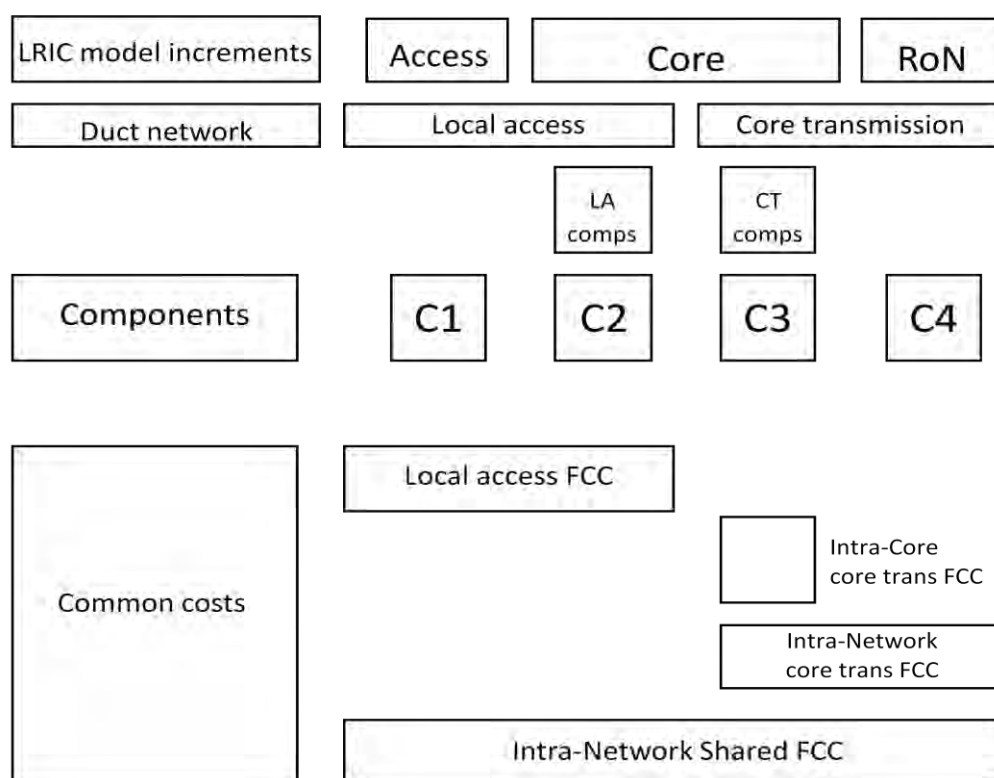 LRIC model increments
Access
Core
RoN
Duct network
Local access
Core transmission
LA
comps
CT
comps
Components
C1
C2
C3
C4
Common costs
Local access FCC
Intra-Core
core trans FCC
Intra-Network
core trans FCC
Intra-Network Shared FCC